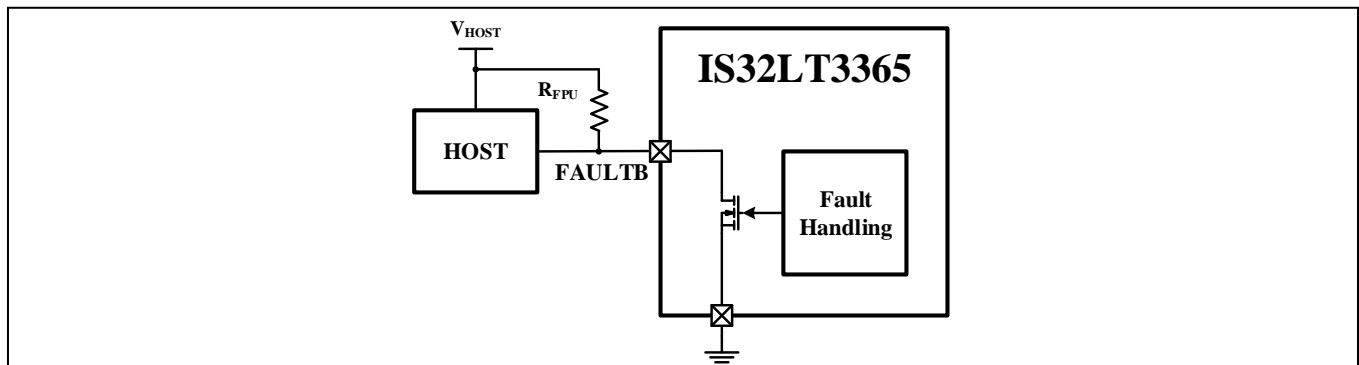 VHOST
IS32LT3365
RFPU
HOST
FAULTB
Fault
Handling